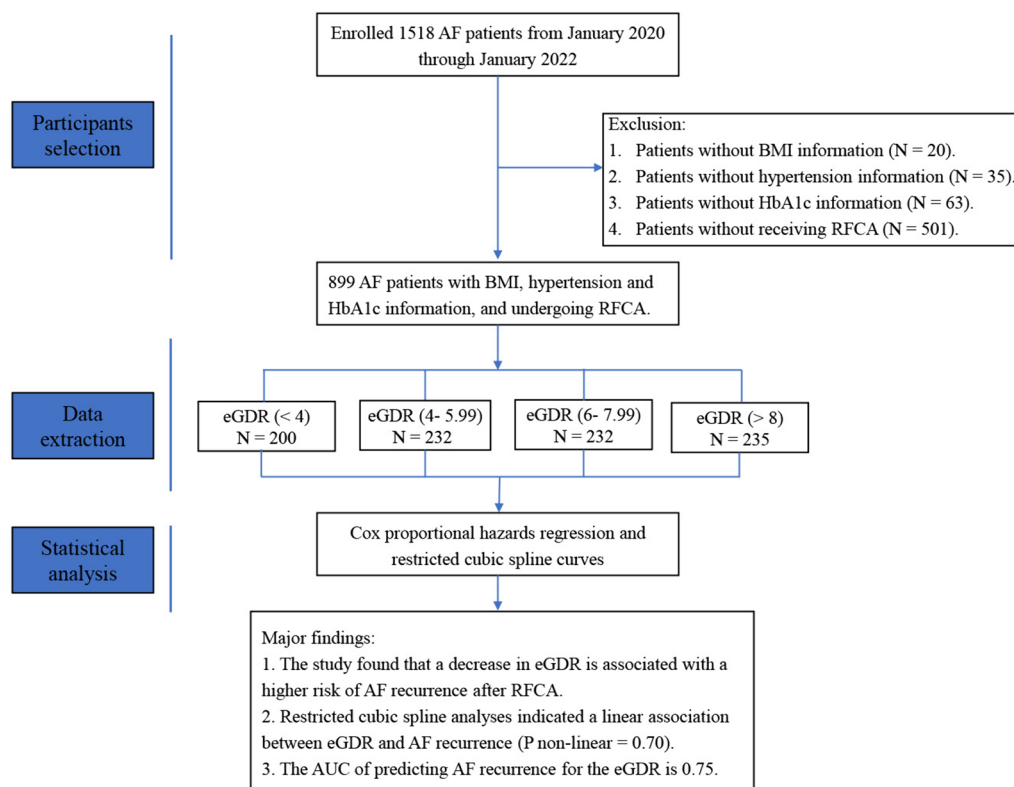 Enrolled 1518 AF patients from January 2020
through January 2022
Participants
selection
Exclusion:
1. Patients without BMI information (N = 20).
2. Patients without hypertension information (N = 35).
3. Patients without HbA1c information (N = 63).
4. Patients without receiving RFCA (N = 501).
899 AF patients with BMI, hypertension and
HbA1c information, and undergoing RFCA.
Data
extraction
eGDR (< 4)
N = 200
eGDR (4- 5.99)
N = 232
eGDR (6- 7.99)
N = 232
eGDR (> 8)
N = 235
Statistical
analysis
Cox proportional hazards regression and
restricted cubic spline curves
Major findings:
1. The study found that a decrease in eGDR is associated with a
higher risk of AF recurrence after RFCA.
2. Restricted cubic spline analyses indicated a linear association
between eGDR and AF recurrence (P non-linear = 0.70).
3. The AUC of predicting AF recurrence for the eGDR is 0.75.